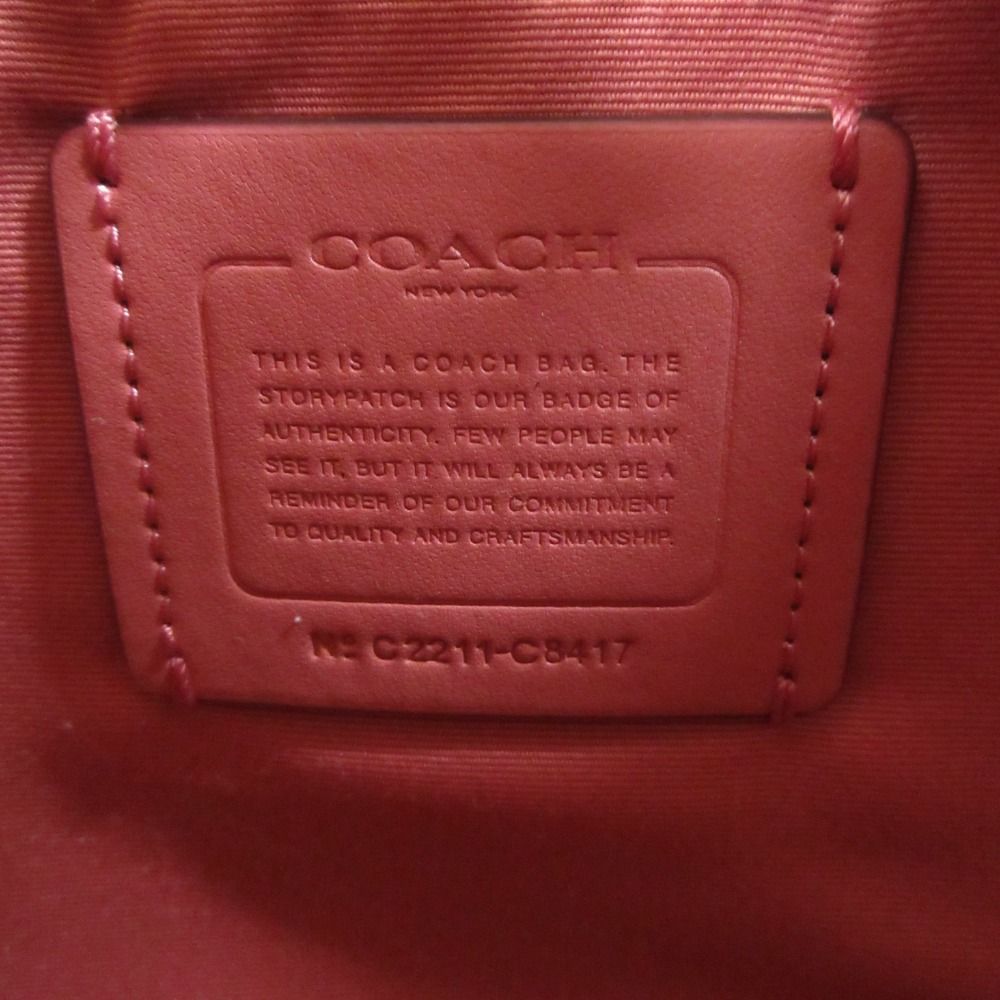 COACH
NEW YORK
THIS IS A COACH BAG. THE
STORYPATCH IS OUR BADGE OF
AUTHENTICITY. FEW PEOPLE MAY
SEE IT, BUT IT WILL ALWAYS BE A
REMINDER OF OUR COMMITMENT
TO QUALITY AND CRAFTSMANSHIP.
Nº C2211-C8417